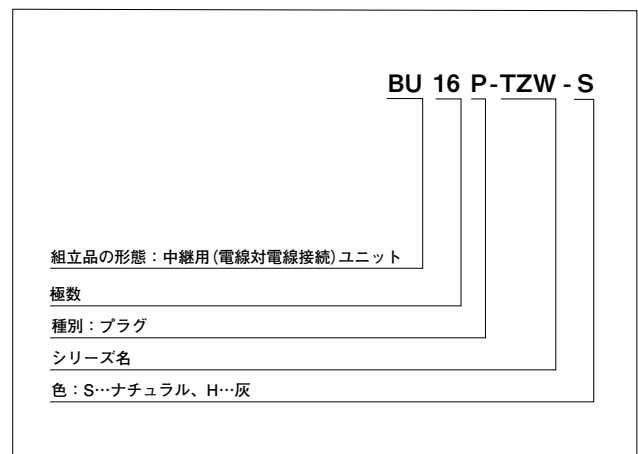 BU 16 P-TZW - S
組立品の形態：中継用(電線対電線接続)ユニット
極数
種別：プラグ
シリーズ名
色：S…ナチュラル、H…灰